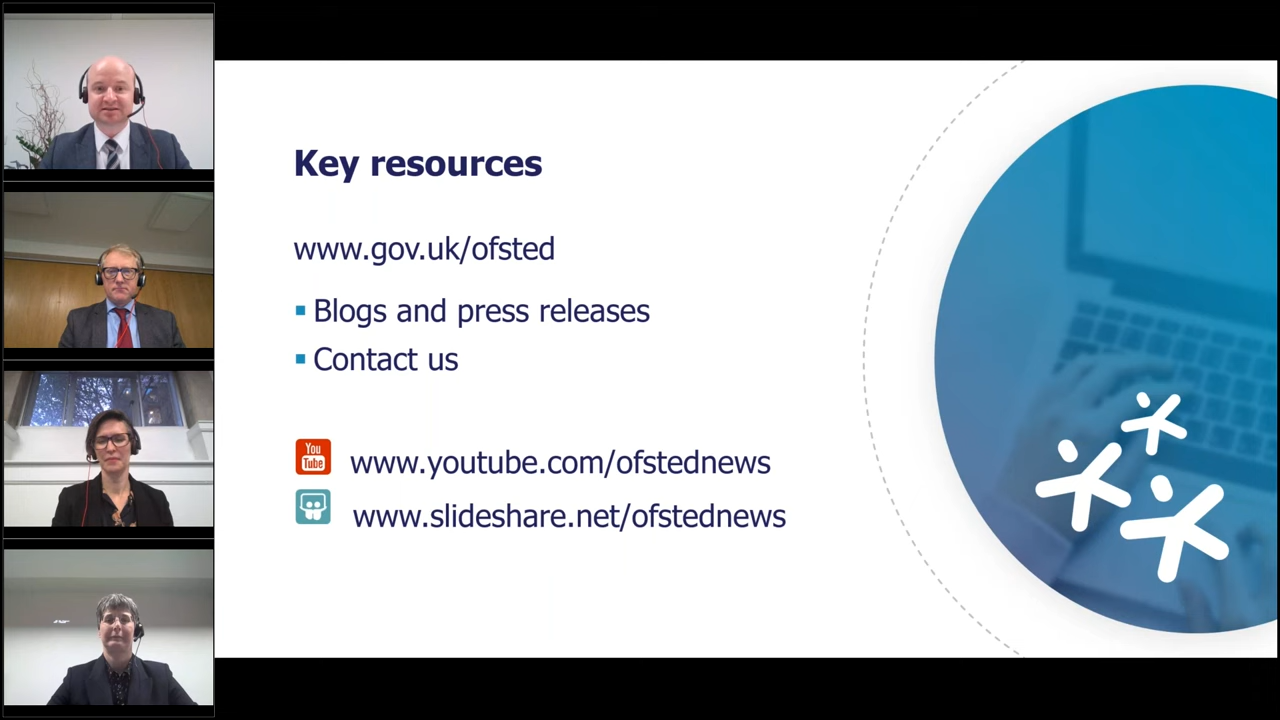 Key resources
www.gov.uk/ofsted
Blogs and press releases
Contact us
You
Tube
www.youtube.com/ofstednews
www.slideshare.net/ofstednews